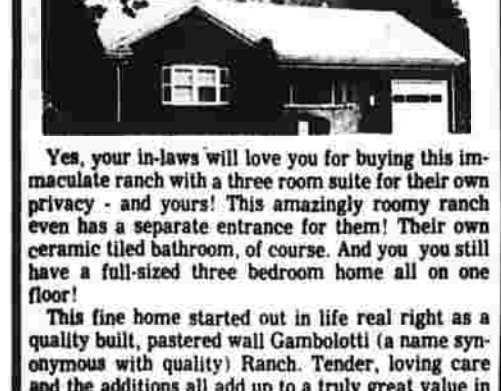 Yes, your in-laws will love you for buying this im-
maculate ranch with a three room suite for their own
privacy - and yours! This amazingly roomy ranch
even has a separate entrance for them! Their own
ceramic tiled bathroom, of course. And you you still
have a full-sized three bedroom home all on one
floor!
This fine home started out in life real right as a
quality built, pastered wall Gambolotti (a name syn-
onymous with quality) Ranch. Tender, loving care
and the additions all add up to a truly great value in